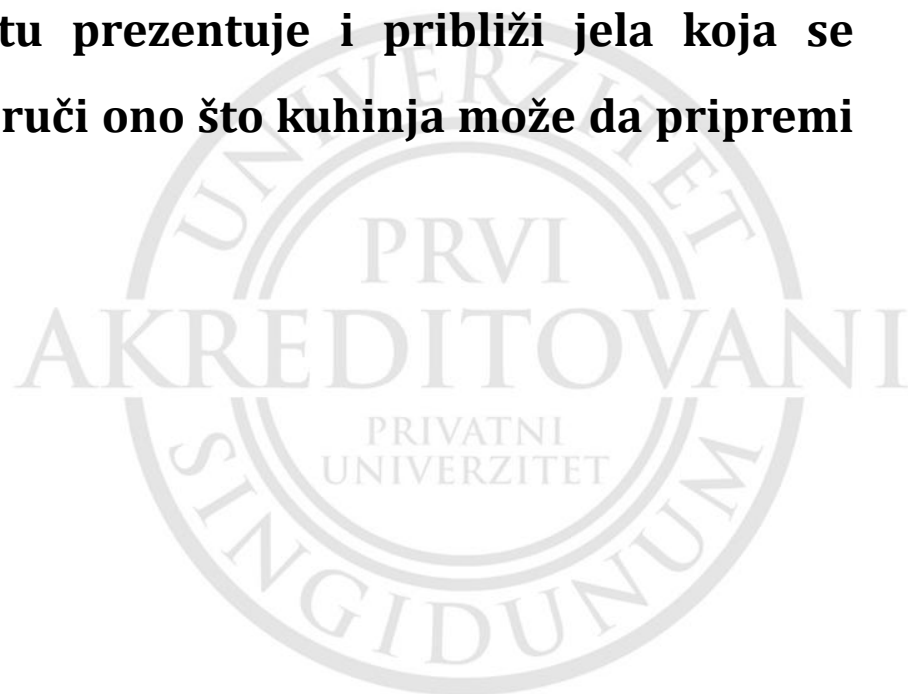 tu prezentuje i približi jela koja se
ruči ono što kuhinja može da pripremi
UNIVERZITET
PRVI
AKREDITOVANI
PRIVATNI
UNIVERZITET
SINGIDUNUM